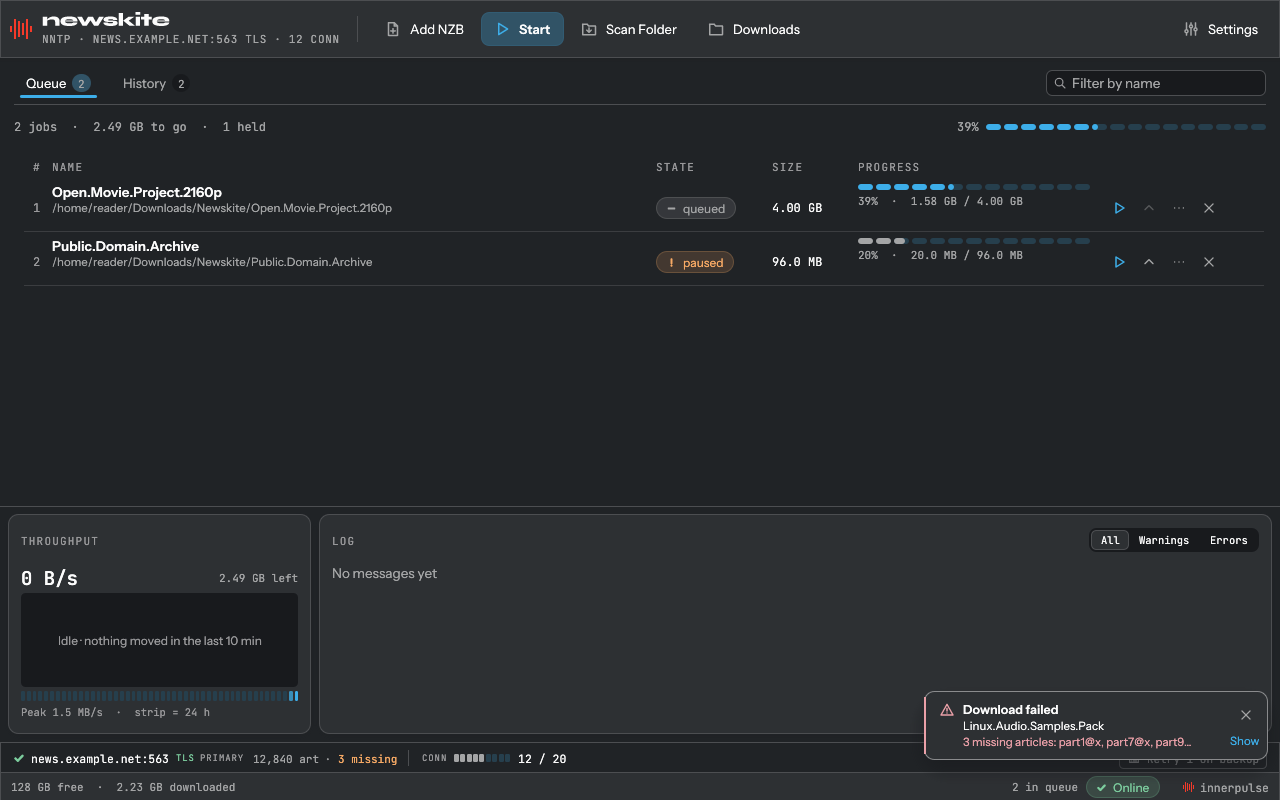 newskite
NNTP · NEWS.EXAMPLE.NET:563 TLS · 12 CONN
Add NZB
Start
Scan Folder
Downloads
Settings
Queue 2
History 2
Filter by name
2 jobs · 2.49 GB to go · 1 held
39%
# NAME STATE SIZE PROGRESS
1 Open.Movie.Project.2160p
/home/reader/Downloads/Newskite/Open.Movie.Project.2160p
queued
4.00 GB
39% · 1.58 GB / 4.00 GB
2 Public.Domain.Archive
/home/reader/Downloads/Newskite/Public.Domain.Archive
! paused
96.0 MB
20% · 20.0 MB / 96.0 MB
THROUGHPUT
0 B/s 2.49 GB left
Idle · nothing moved in the last 10 min
Peak 1.5 MB/s · strip = 24 h
LOG
All Warnings Errors
No messages yet
Download failed
Linux.Audio.Samples.Pack
3 missing articles: part1@x, part7@x, part9…
Show
news.example.net:563 TLS PRIMARY 12,840 art · 3 missing CONN 12 / 20
Retry 1 on backup
128 GB free · 2.23 GB downloaded
2 in queue
Online
innerpulse